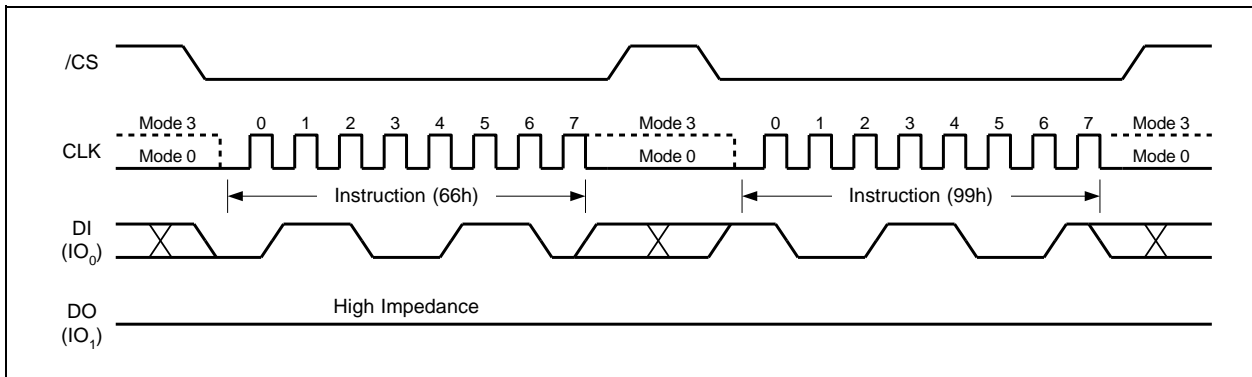 /CS
Mode 3 0 1 2 3 4 5 6 7 Mode 3 0 1 2 3 4 5 6 7 Mode 3
CLK Mode 0 Mode 0 Mode 0
Instruction (66h) Instruction (99h)
DI
(IO0)
High Impedance
DO
(IO1)